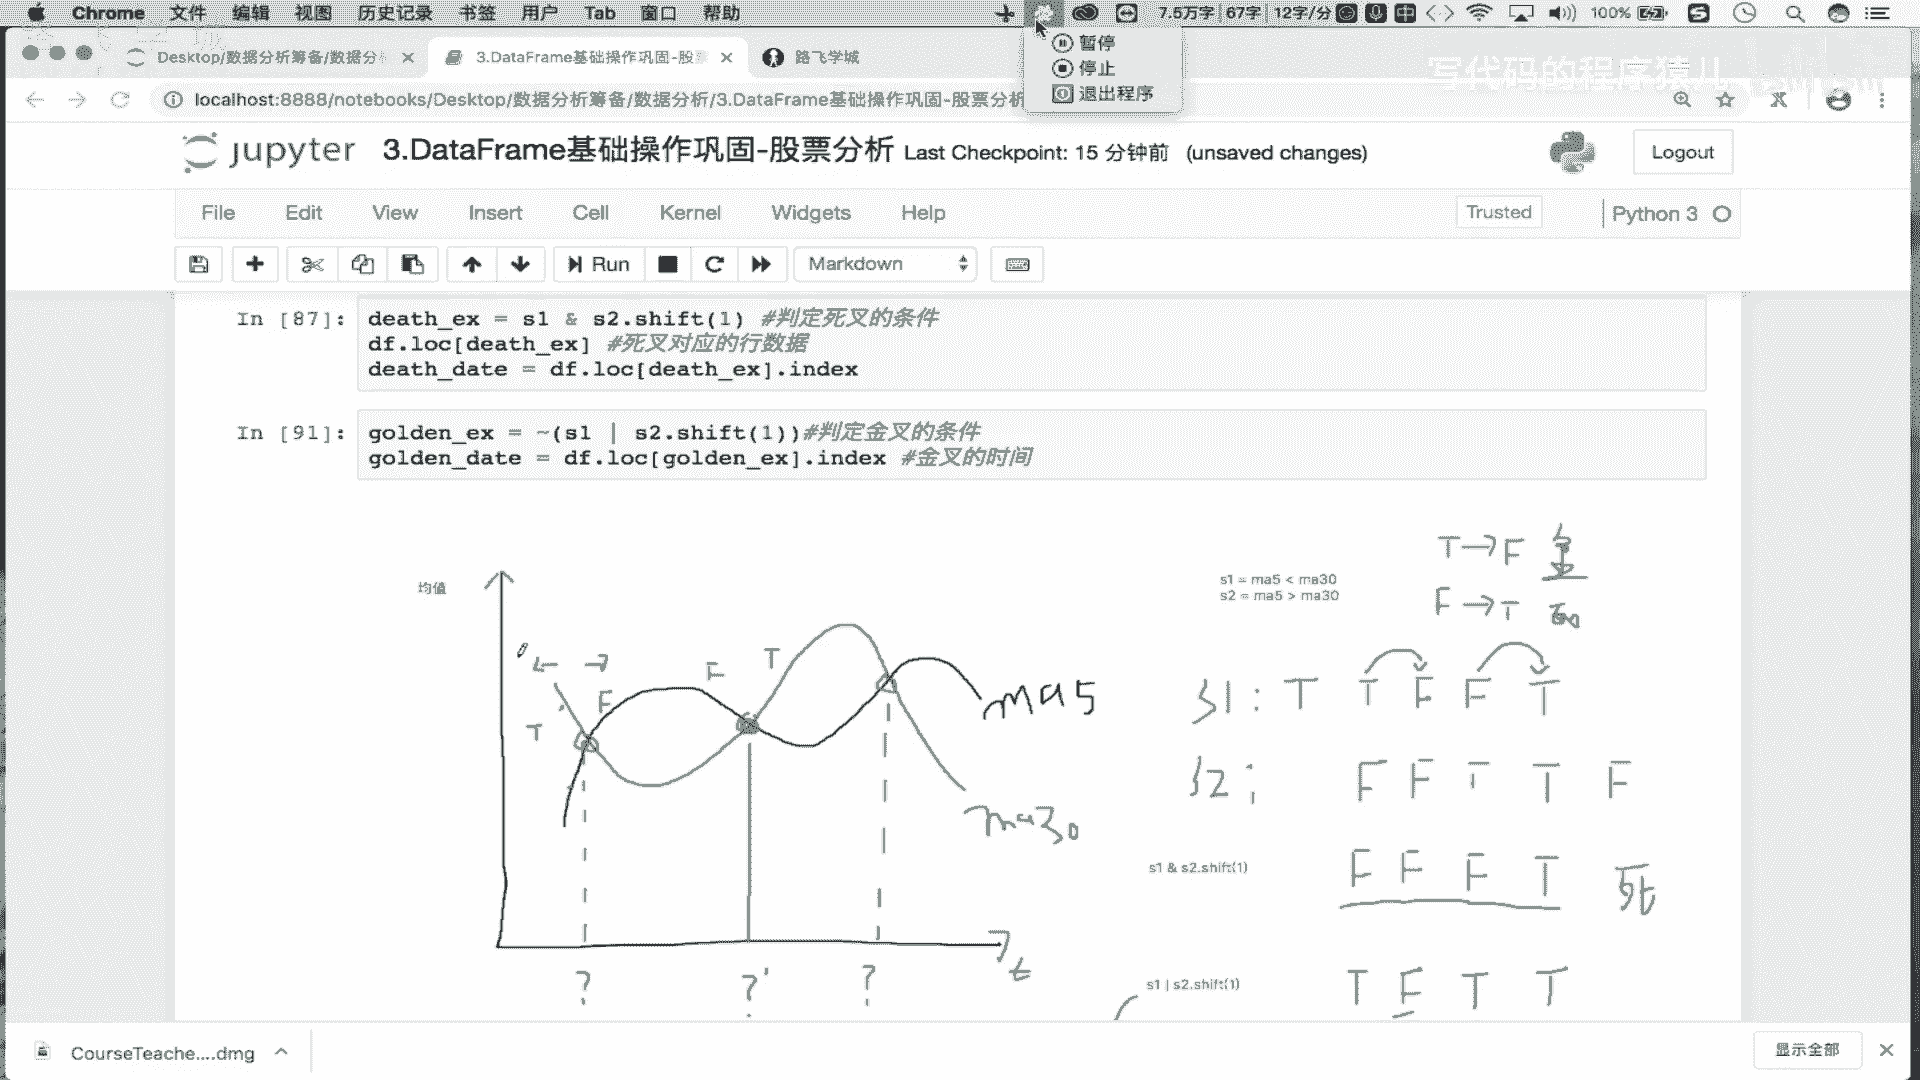 Chrome 文件 编辑 视图 历史记录 书签 用户 Tab 窗口 帮助 7.5万字 67字 12字/分 中 100%
暂停
停止
退出程序
Desktop/数据分析筹备/数据分 × 3.DataFrame基础操作巩固-股 × 路飞学城
写代码的程序猿儿
localhost:8888/notebooks/Desktop/数据分析筹备/数据分析/3.DataFrame基础操作巩固-股票分析
jupyter 3.DataFrame基础操作巩固-股票分析 Last Checkpoint: 15 分钟前 (unsaved changes) Logout
File Edit View Insert Cell Kernel Widgets Help Trusted Python 3
Run Markdown
In [87]: death_ex = s1 & s2.shift(1) #判定死叉的条件
df.loc[death_ex] #死叉对应的行数据
death_date = df.loc[death_ex].index
In [91]: golden_ex = ~(s1 | s2.shift(1))#判定金叉的条件
golden_date = df.loc[golden_ex].index #金叉的时间
T→F 金
均值
s1 = ma5 < ma30
s2 = ma5 > ma30
F→T
T F F T
s1: T T F F T
ma5
s2: F F T T F
ma30
s1 & s2.shift(1) F F F T 死
t
? ? ?
s1 | s2.shift(1) T F T T
CourseTeache....dmg 显示全部